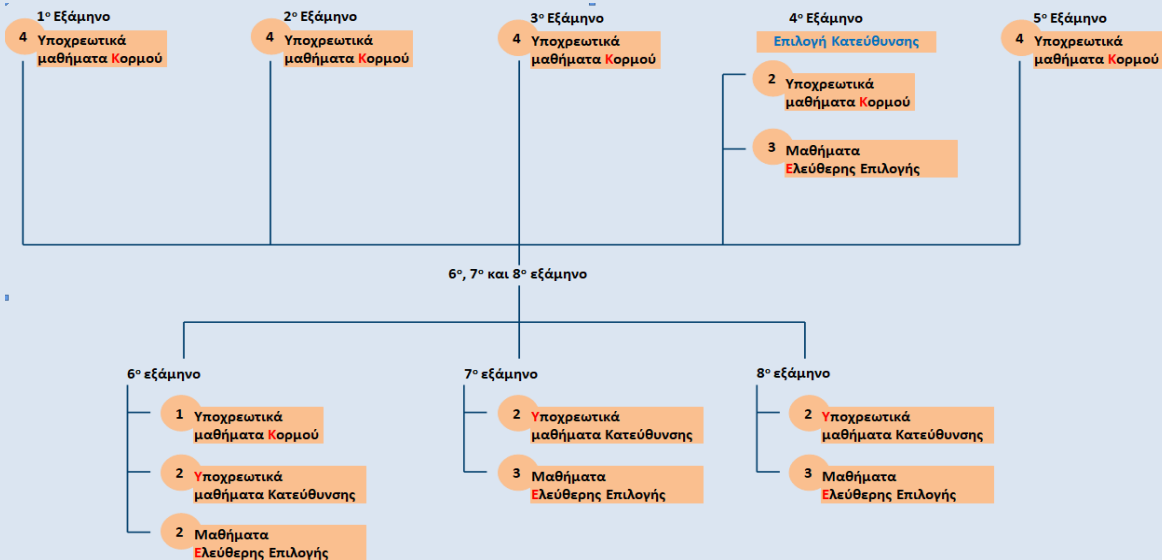 1ο Εξάμηνο
4 Υποχρεωτικά
μαθήματα Κορμού
2ο Εξάμηνο
4 Υποχρεωτικά
μαθήματα Κορμού
3ο Εξάμηνο
4 Υποχρεωτικά
μαθήματα Κορμού
4ο Εξάμηνο
Επιλογή Κατεύθυνσης
2 Υποχρεωτικά
μαθήματα Κορμού
3 Μαθήματα
Ελεύθερης Επιλογής
5ο Εξάμηνο
4 Υποχρεωτικά
μαθήματα Κορμού
6ο, 7ο και 8ο εξάμηνο
6ο εξάμηνο
1 Υποχρεωτικά
μαθήματα Κορμού
2 Υποχρεωτικά
μαθήματα Κατεύθυνσης
2 Μαθήματα
Ελεύθερης Επιλογής
7ο εξάμηνο
2 Υποχρεωτικά
μαθήματα Κατεύθυνσης
3 Μαθήματα
Ελεύθερης Επιλογής
8ο εξάμηνο
2 Υποχρεωτικά
μαθήματα Κατεύθυνσης
3 Μαθήματα
Ελεύθερης Επιλογής